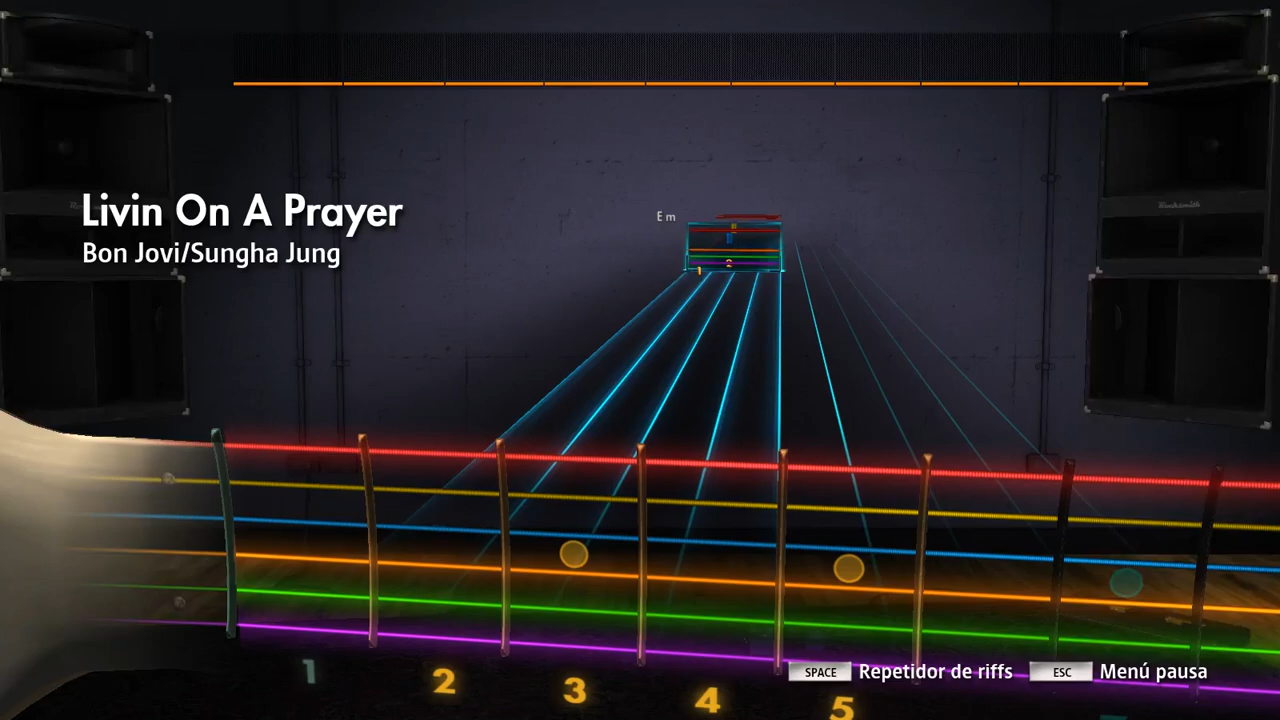 E m
Rocksmith
Livin On A Prayer
Bon Jovi/Sungha Jung
SPACE Repetidor de riffs ESC Menú pausa
1 2 3 4 5